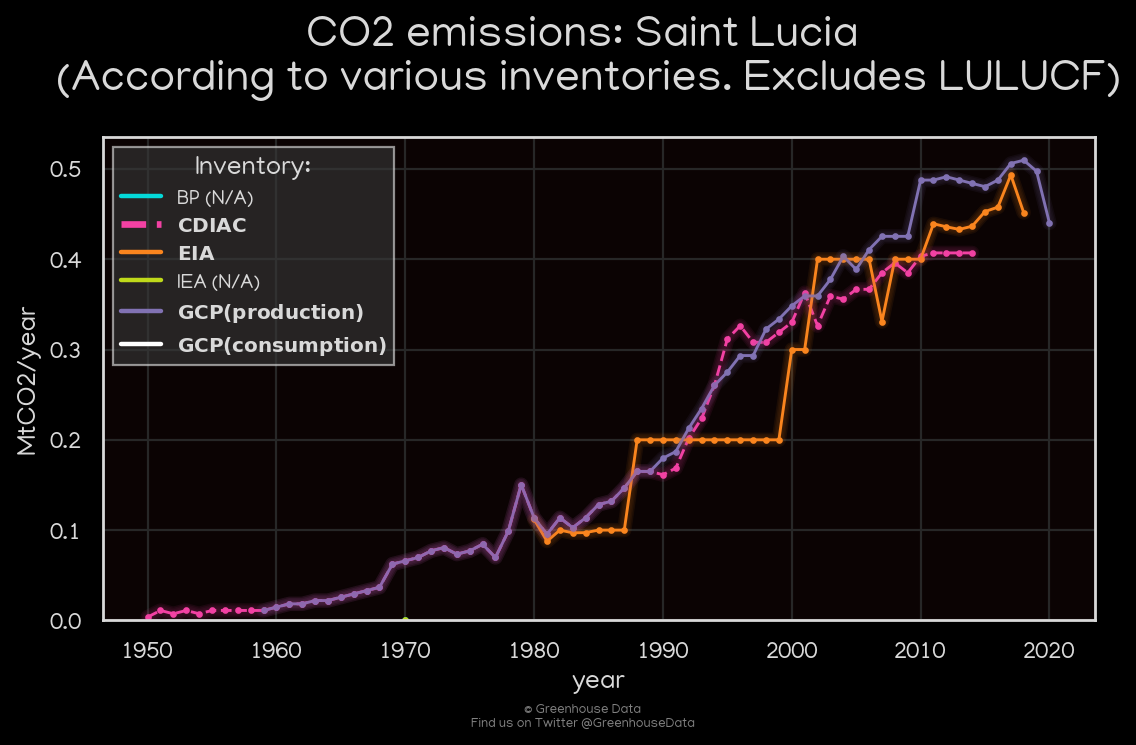 CO2 emissions: Saint Lucia
(According to various inventories. Excludes LULUCF)
Inventory:
BP (N/A)
CDIAC
EIA
IEA (N/A)
GCP(production)
GCP(consumption)
MtCO2/year
0.5
0.4
0.3
0.2
0.1
0.0
1950 1960 1970 1980 1990 2000 2010 2020
year
© Greenhouse Data
Find us on Twitter @GreenhouseData